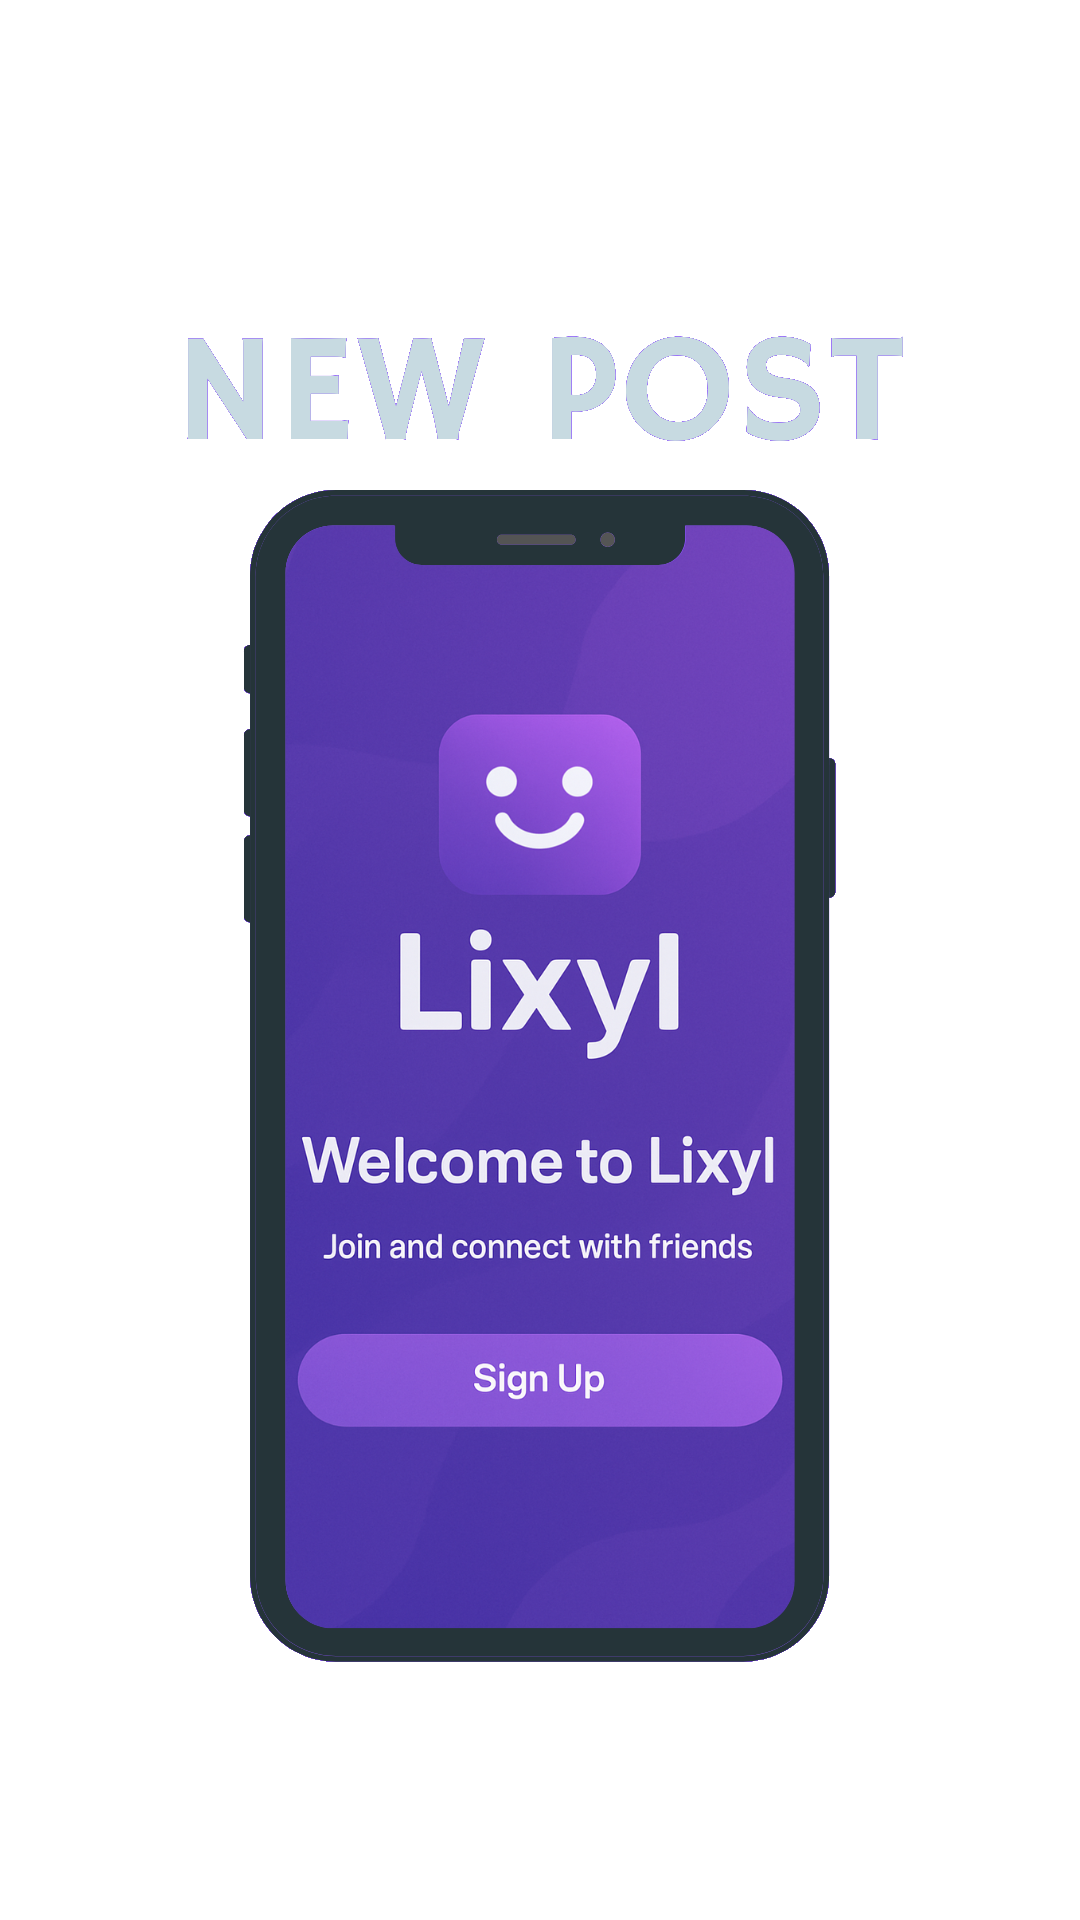 NEW POST
Lixyl
Welcome to Lixyl
Join and connect with friends
Sign Up